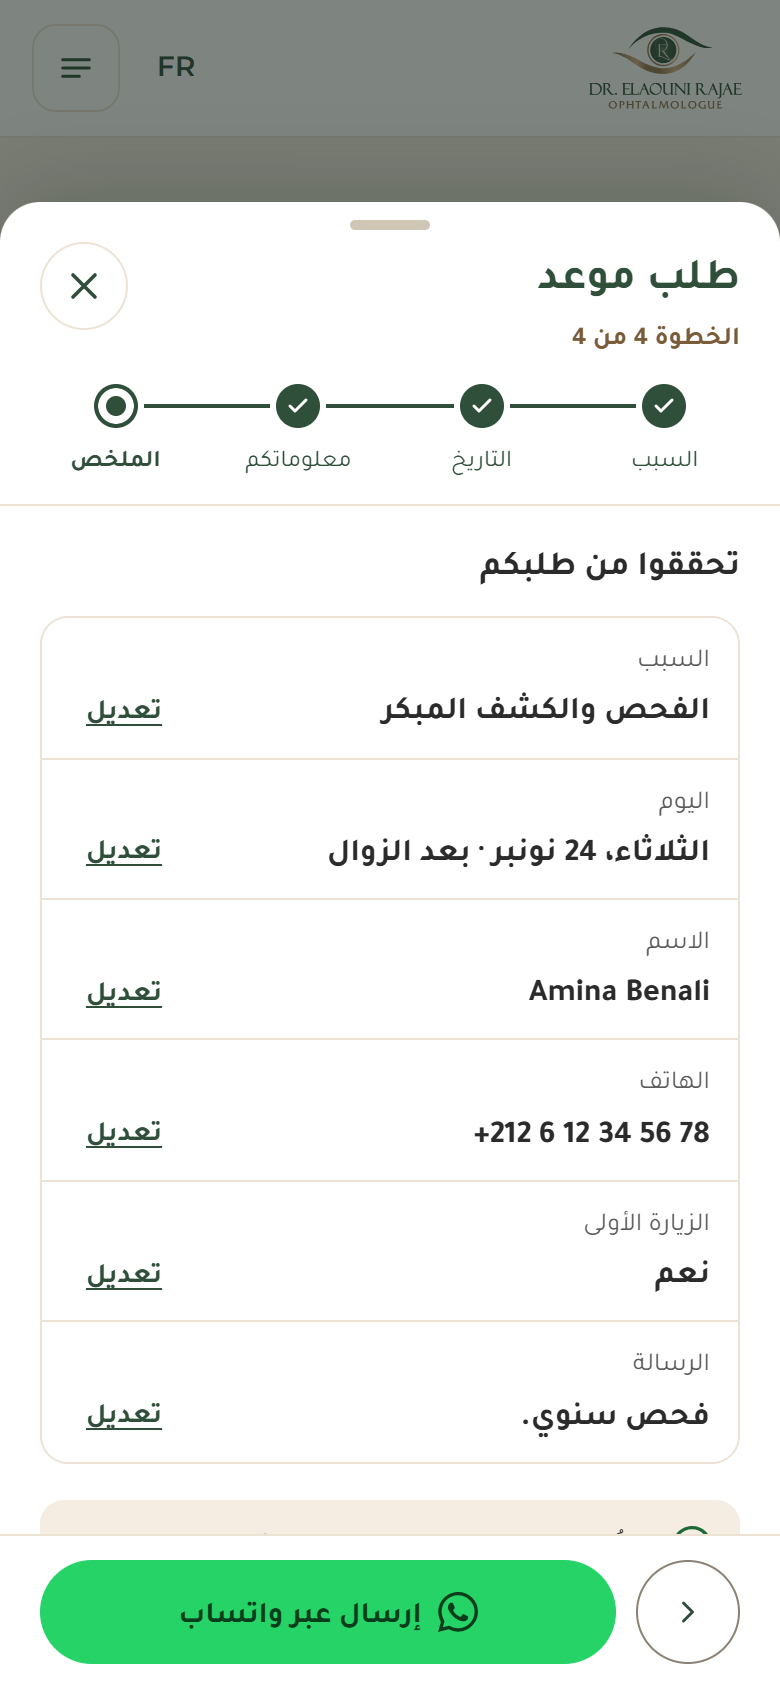 FR
R
DR. ELAOUNI RAJAE
OPHTALMOLOGUE
طلب موعد
الخطوة 4 من 4
السبب
التاريخ
معلوماتكم
الملخص
تحققوا من طلبكم
السبب
الفحص والكشف المبكر
تعديل
اليوم
الثلاثاء، 24 نونبر · بعد الزوال
تعديل
الاسم
Amina Benali
تعديل
الهاتف
+212 6 12 34 56 78
تعديل
الزيارة الأولى
نعم
تعديل
الرسالة
فحص سنوي.
تعديل
إرسال عبر واتساب